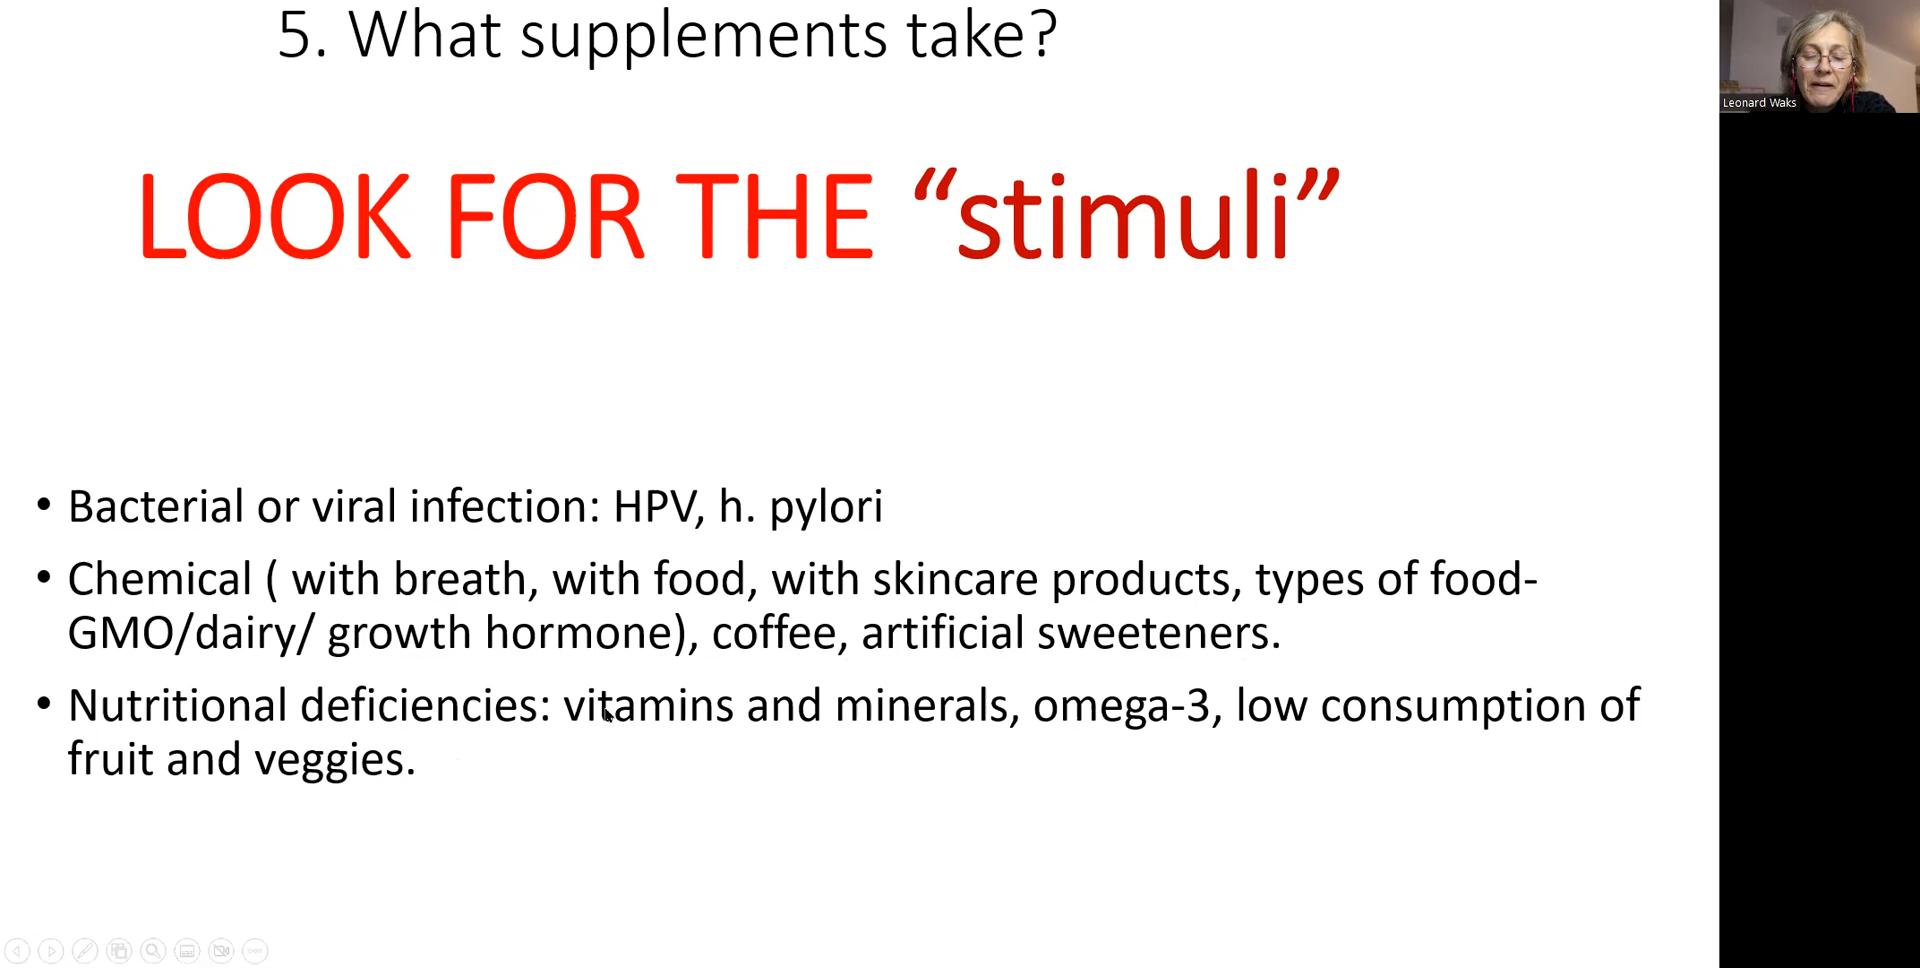 5. What supplements take?
Leonard Waks
LOOK FOR THE “stimuli”
• Bacterial or viral infection: HPV, h. pylori
• Chemical ( with breath, with food, with skincare products, types of food-
GMO/dairy/ growth hormone), coffee, artificial sweeteners.
• Nutritional deficiencies: vitamins and minerals, omega-3, low consumption of
fruit and veggies.